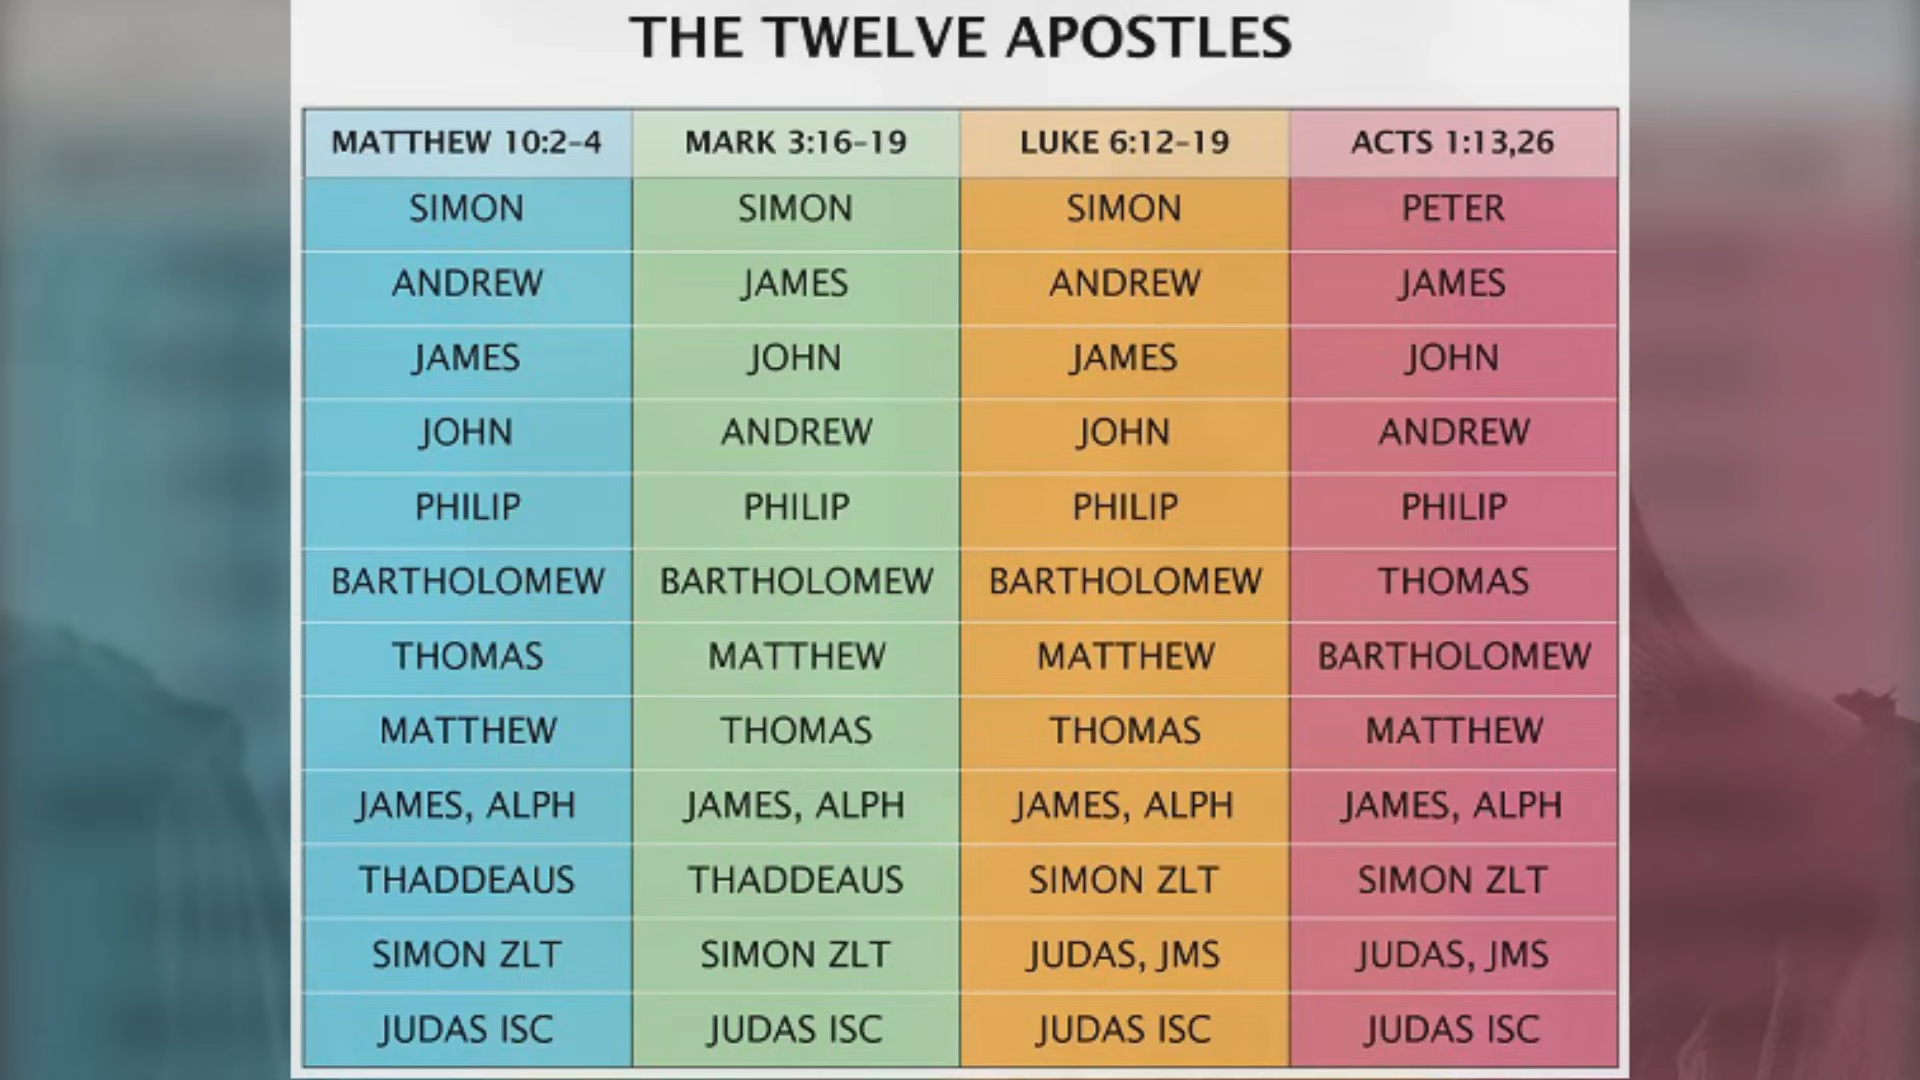 THE TWELVE APOSTLES
MATTHEW 10:2-4 MARK 3:16-19 LUKE 6:12-19 ACTS 1:13,26
SIMON SIMON SIMON PETER
ANDREW JAMES ANDREW JAMES
JAMES JOHN JAMES JOHN
JOHN ANDREW JOHN ANDREW
PHILIP PHILIP PHILIP PHILIP
BARTHOLOMEW BARTHOLOMEW BARTHOLOMEW THOMAS
THOMAS MATTHEW MATTHEW BARTHOLOMEW
MATTHEW THOMAS THOMAS MATTHEW
JAMES, ALPH JAMES, ALPH JAMES, ALPH JAMES, ALPH
THADDEAUS THADDEAUS SIMON ZLT SIMON ZLT
SIMON ZLT SIMON ZLT JUDAS, JMS JUDAS, JMS
JUDAS ISC JUDAS ISC JUDAS ISC JUDAS ISC